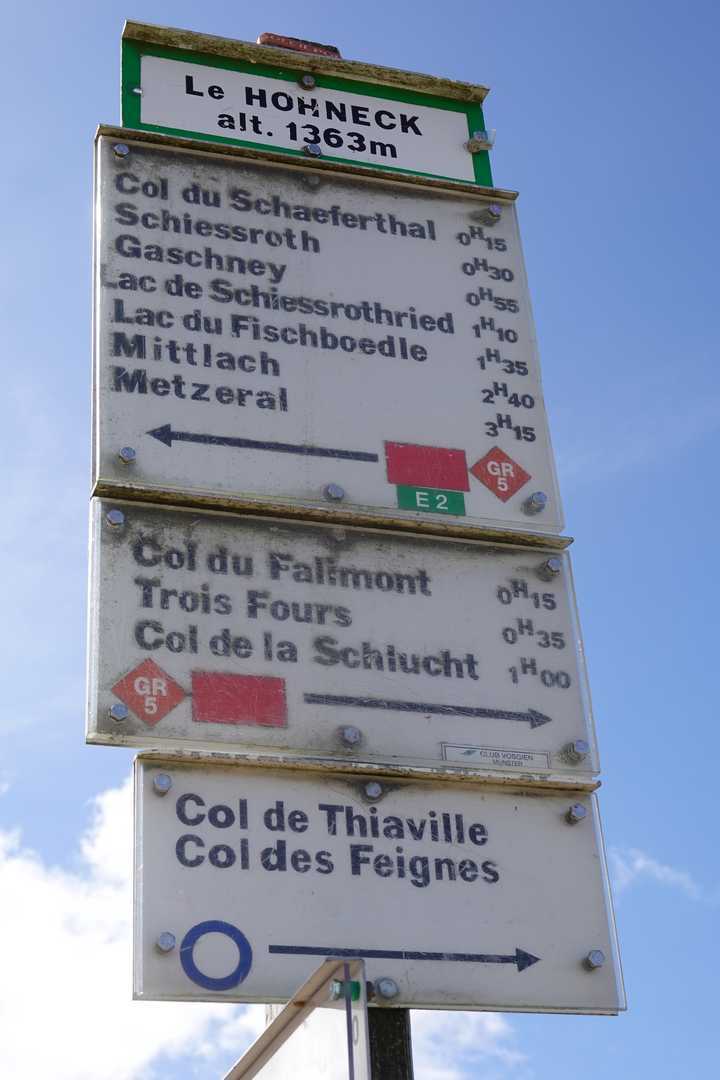 Le HOHNECK
alt. 1363m
Col du Schaeferthal 0H15
Schiessroth 0H30
Gaschney 0H55
Lac de Schiessrothried 1H10
Lac du Fischboedle 1H35
Mittlach 2H40
Metzeral 3H15
GR
5
E 2
Col du Falimont 0H15
Trois Fours 0H35
Col de la Schlucht 1H00
GR
5
CLUB VOSGIEN
MUNSTER
Col de Thiaville
Col des Feignes